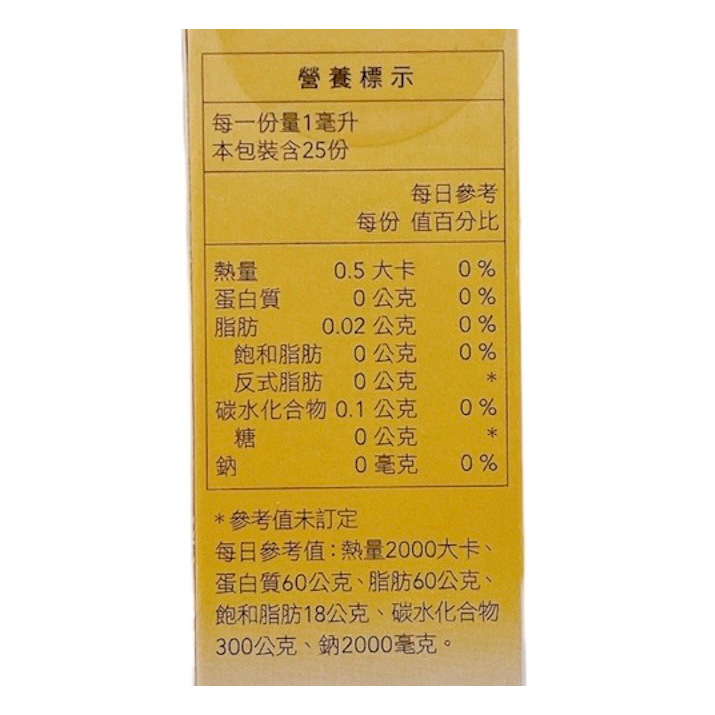 營養標示
每一份量1毫升
本包裝含25份
每日參考
每份 值百分比
熱量 0.5 大卡 0 %
蛋白質 0 公克 0 %
脂肪 0.02 公克 0 %
飽和脂肪 0 公克 0 %
反式脂肪 0 公克 *
碳水化合物 0.1 公克 0 %
糖 0 公克 *
鈉 0 毫克 0 %
*參考值未訂定
每日參考值:熱量2000大卡、
蛋白質60公克、脂肪60公克、
飽和脂肪18公克、碳水化合物
300公克、鈉2000毫克。